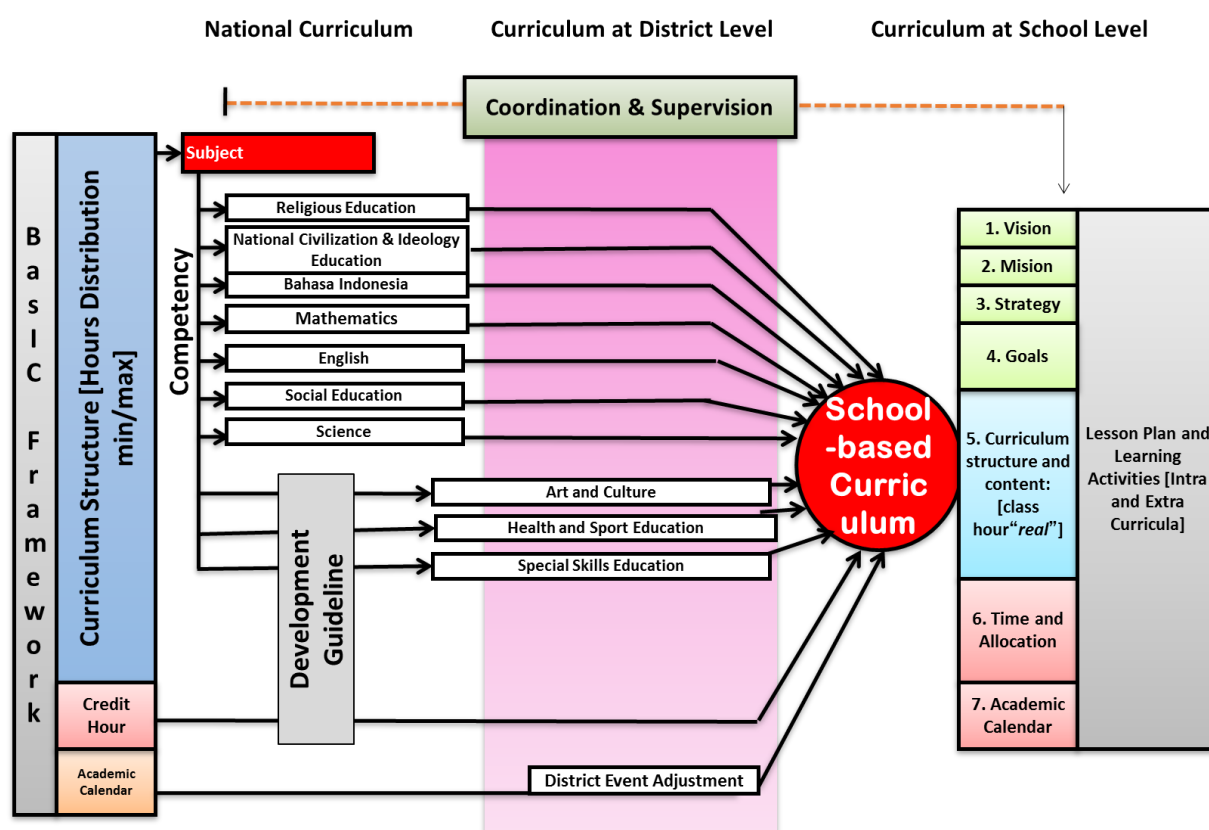 National Curriculum
Curriculum at District Level
Curriculum at School Level
Coordination & Supervision
BasIC Framework
Curriculum Structure [Hours Distribution
min/max]
Credit
Hour
Academic
Calendar
Subject
Competency
Religious Education
National Civilization & Ideology
Education
Bahasa Indonesia
Mathematics
English
Social Education
Science
Development
Guideline
Art and Culture
Health and Sport Education
Special Skills Education
District Event Adjustment
School
-based
Curric
ulum
1. Vision
2. Mision
3. Strategy
4. Goals
5. Curriculum
structure and
content:
[class
hour“real”]
6. Time and
Allocation
7. Academic
Calendar
Lesson Plan and
Learning
Activities [Intra
and Extra
Curricula]